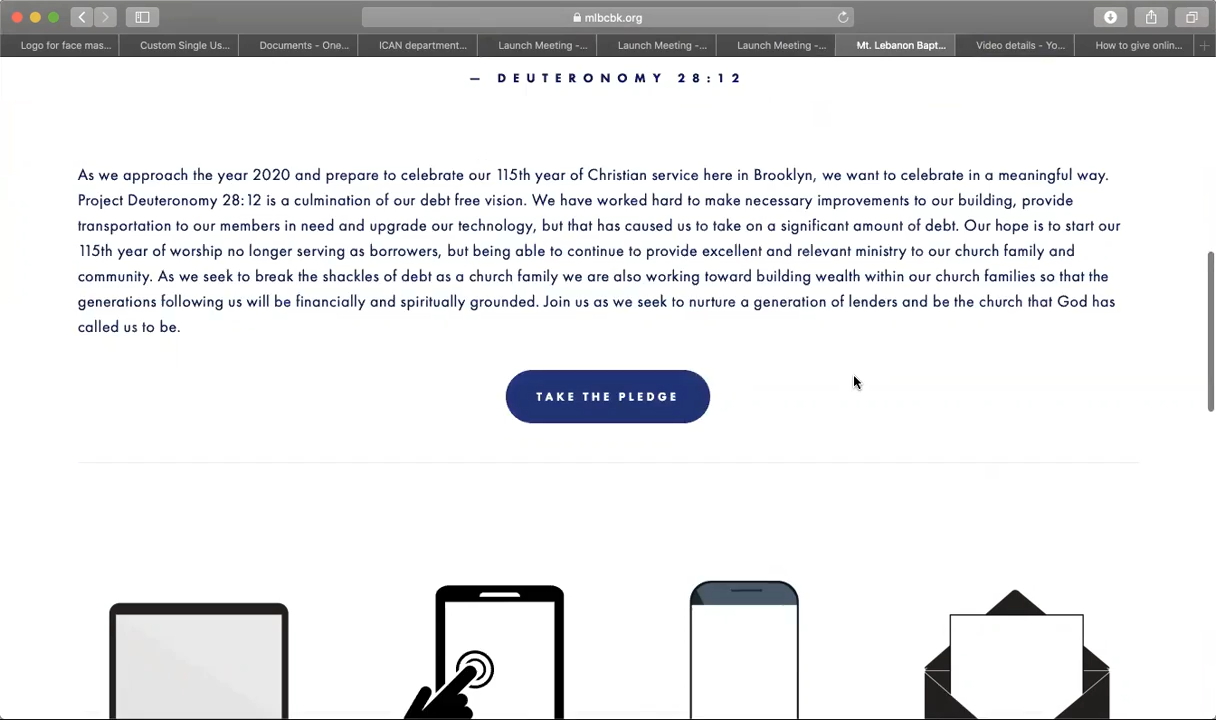 mlbcbk.org
Logo for face mas...
Custom Single Us...
Documents - One...
ICAN department...
Launch Meeting -...
Launch Meeting -...
Launch Meeting -...
Mt. Lebanon Bapt...
Video details - Yo...
How to give onlin...
— DEUTERONOMY 28:12
As we approach the year 2020 and prepare to celebrate our 115th year of Christian service here in Brooklyn, we want to celebrate in a meaningful way.
Project Deuteronomy 28:12 is a culmination of our debt free vision. We have worked hard to make necessary improvements to our building, provide
transportation to our members in need and upgrade our technology, but that has caused us to take on a significant amount of debt. Our hope is to start our
115th year of worship no longer serving as borrowers, but being able to continue to provide excellent and relevant ministry to our church family and
community. As we seek to break the shackles of debt as a church family we are also working toward building wealth within our church families so that the
generations following us will be financially and spiritually grounded. Join us as we seek to nurture a generation of lenders and be the church that God has
called us to be.
TAKE THE PLEDGE